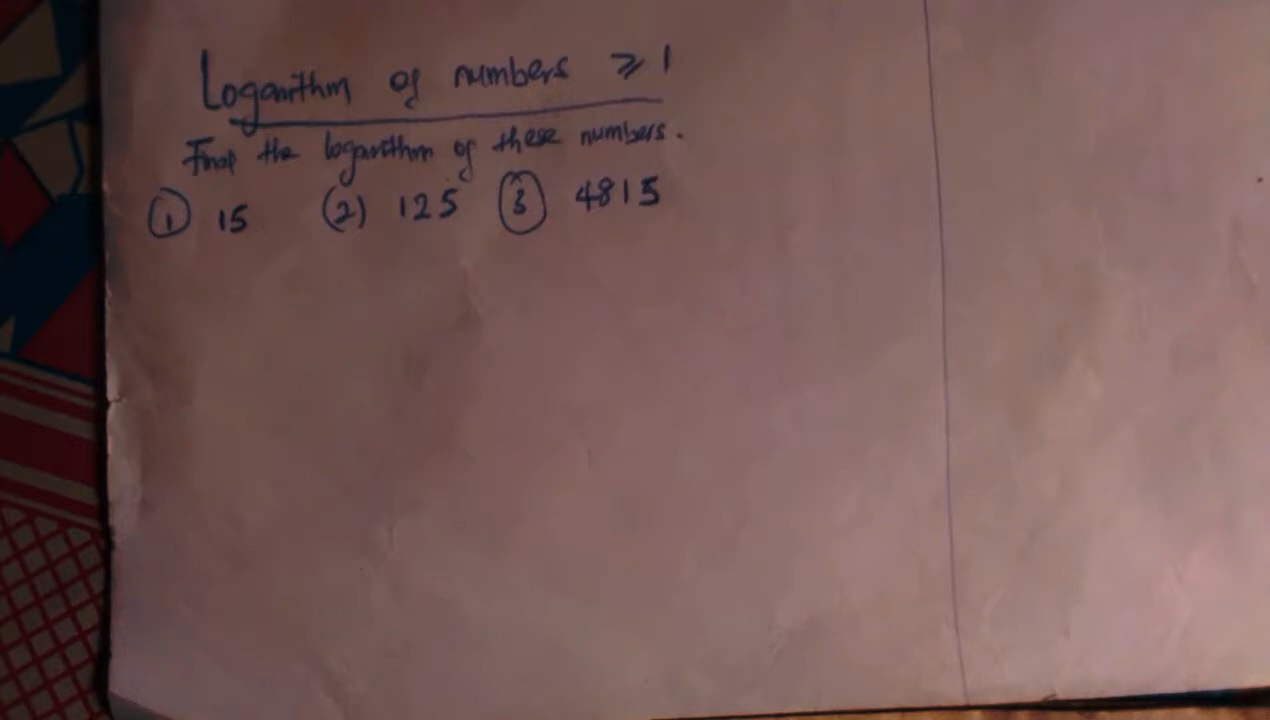 Logarithm of numbers ⩾ 1
Find the logarithm of these numbers.
① 15 (2) 125 ③ 4815